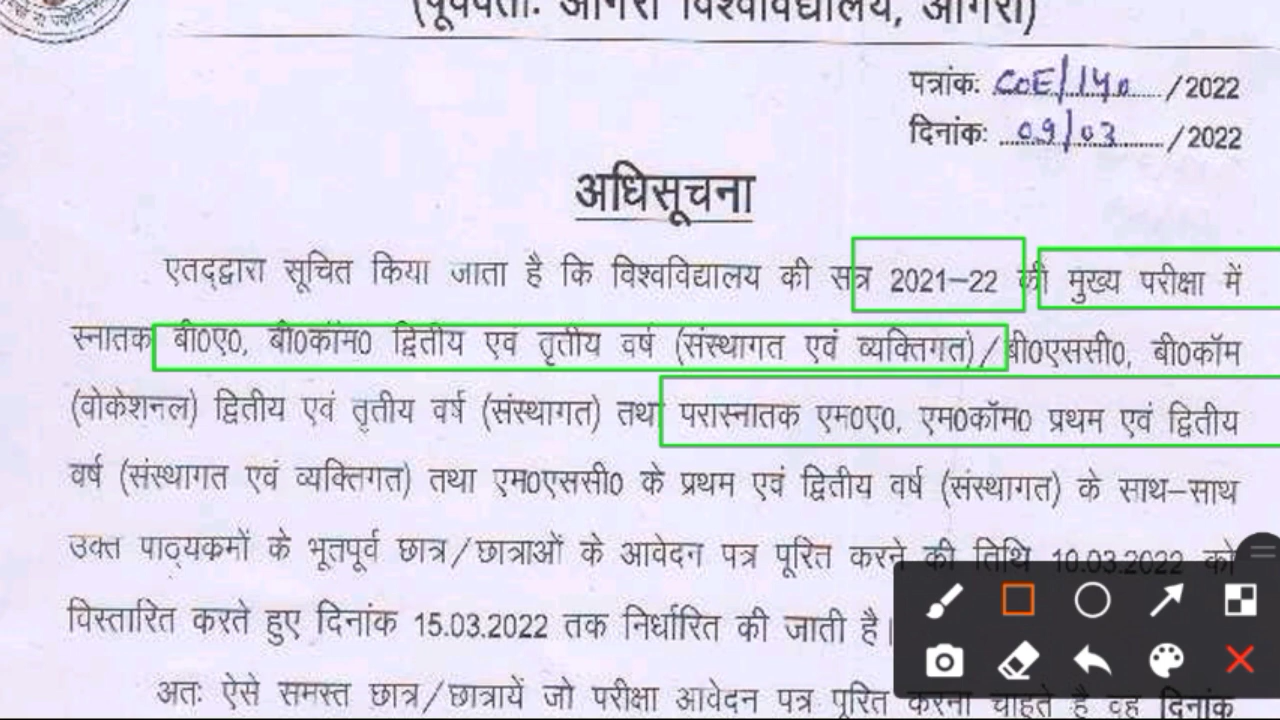 (पूर्ववर्तीः आगरा विश्वविद्यालय, आगरा)
पत्रांकः COE/140 /2022
दिनांकः 09/03 /2022
अधिसूचना
एतद्द्वारा सूचित किया जाता है कि विश्वविद्यालय की सत्र 2021–22 की मुख्य परीक्षा में
स्नातक बी0ए0, बी0कॉम0 द्वितीय एवं तृतीय वर्ष (संस्थागत एवं व्यक्तिगत)/बी0एससी0, बी0कॉम
(वोकेशनल) द्वितीय एवं तृतीय वर्ष (संस्थागत) तथा परास्नातक एम0ए0, एम0कॉम0 प्रथम एवं द्वितीय
वर्ष (संस्थागत एवं व्यक्तिगत) तथा एम0एससी0 के प्रथम एवं द्वितीय वर्ष (संस्थागत) के साथ–साथ
उक्त पाठ्यकमों के भूतपूर्व छात्र/छात्राओं के आवेदन पत्र पूरित करने की तिथि 10.03.2022 को
विस्तारित करते हुए दिनांक 15.03.2022 तक निर्धारित की जाती है।
अतः ऐसे समस्त छात्र/छात्रायें जो परीक्षा आवेदन पत्र पूरित करना चाहते है वह दिनांक